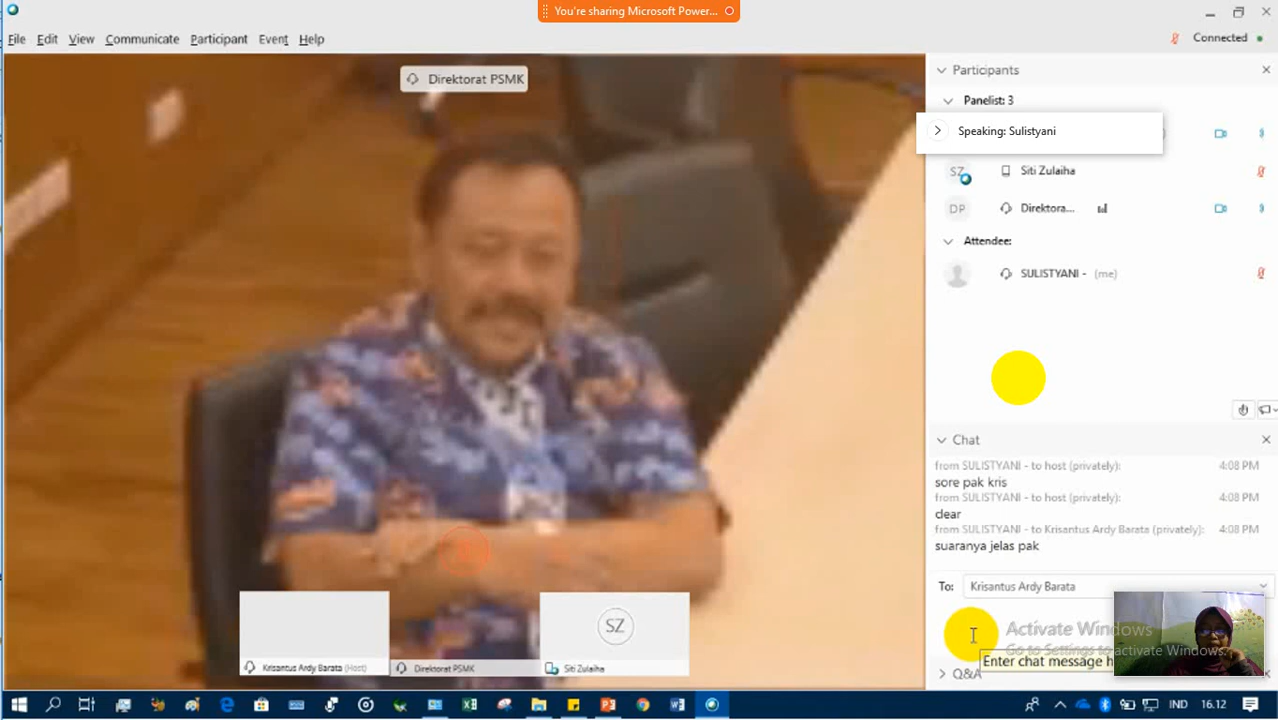 You're sharing Microsoft Power...
File Edit View Communicate Participant Event Help
Connected
Direktorat PSMK
Participants
Panelist: 3
Speaking: Sulistyani
SZ Siti Zulaiha
DP Direktora...
Attendee:
SULISTYANI - (me)
Chat
from SULISTYANI - to host (privately): 4:08 PM
sore pak kris
from SULISTYANI - to host (privately): 4:08 PM
clear
from SULISTYANI - to Krisantus Ardy Barata (privately): 4:08 PM
suaranya jelas pak
To: Krisantus Ardy Barata
Activate Windows
Go to Settings to activate Windows.
Enter chat message h
Q&A
SZ
Krisantus Ardy Barata (Host)
Direktorat PSMK
Siti Zulaiha
IND 16.12